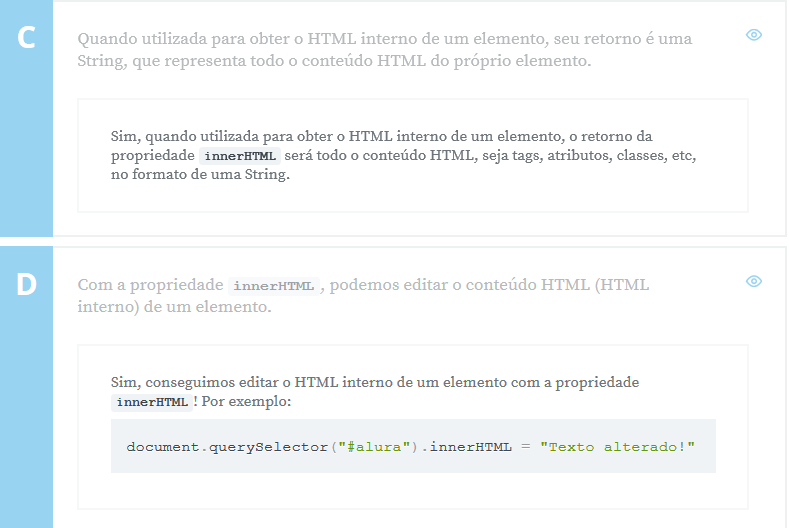 C
Quando utilizada para obter o HTML interno de um elemento, seu retorno é uma
String, que representa todo o conteúdo HTML do próprio elemento.
Sim, quando utilizada para obter o HTML interno de um elemento, o retorno da
propriedade innerHTML será todo o conteúdo HTML, seja tags, atributos, classes, etc,
no formato de uma String.
D
Com a propriedade innerHTML, podemos editar o conteúdo HTML (HTML
interno) de um elemento.
Sim, conseguimos editar o HTML interno de um elemento com a propriedade
innerHTML! Por exemplo:
document.querySelector("#alura").innerHTML = "Texto alterado!"